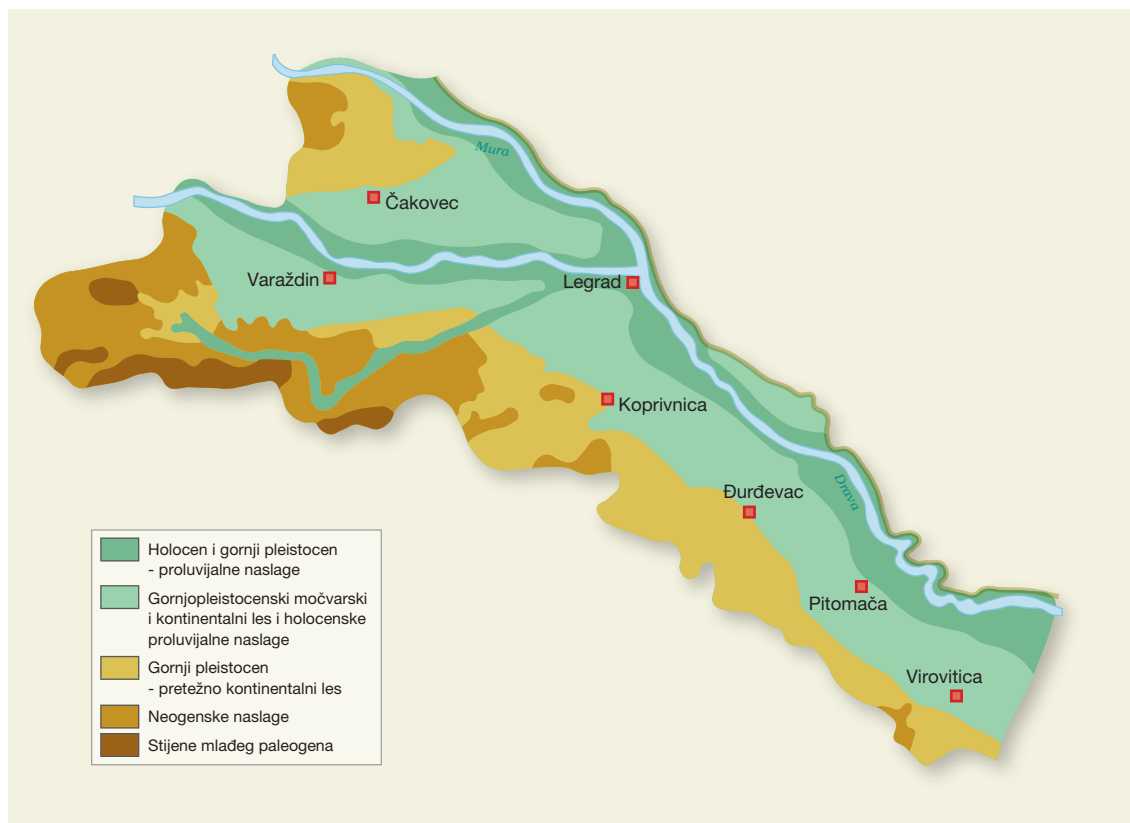 Mura
Čakovec
Varaždin
Legrad
Koprivnica
Drava
Đurđevac
Pitomača
Virovitica
Holocen i gornji pleistocen
- proluvijalne naslage
Gornjopleistocenski močvarski
i kontinentalni les i holocenske
proluvijalne naslage
Gornji pleistocen
- pretežno kontinentalni les
Neogenske naslage
Stijene mlađeg paleogena